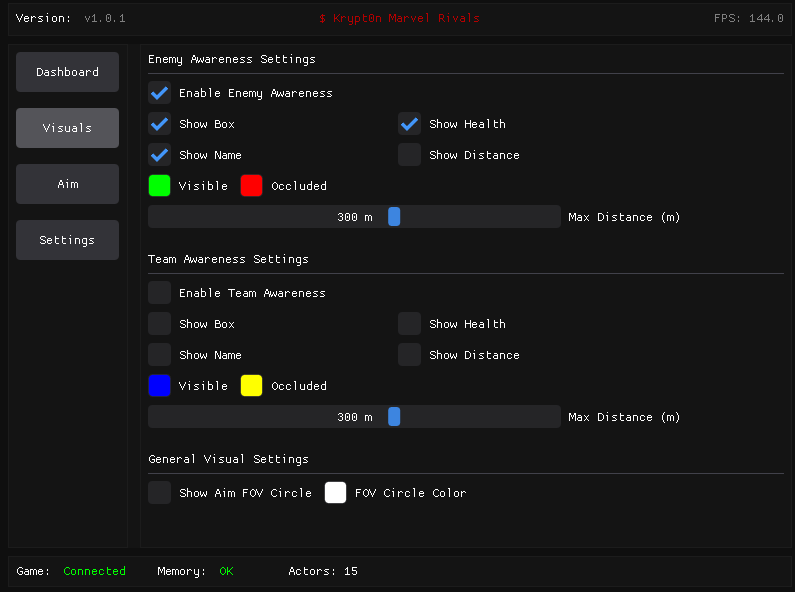 Version: v1.0.1 $ Krypt0n Marvel Rivals FPS: 144.0
Dashboard
Visuals
Aim
Settings
Enemy Awareness Settings
Enable Enemy Awareness
Show Box Show Health
Show Name Show Distance
Visible Occluded
300 m Max Distance (m)
Team Awareness Settings
Enable Team Awareness
Show Box Show Health
Show Name Show Distance
Visible Occluded
300 m Max Distance (m)
General Visual Settings
Show Aim FOV Circle FOV Circle Color
Game: Connected Memory: OK Actors: 15